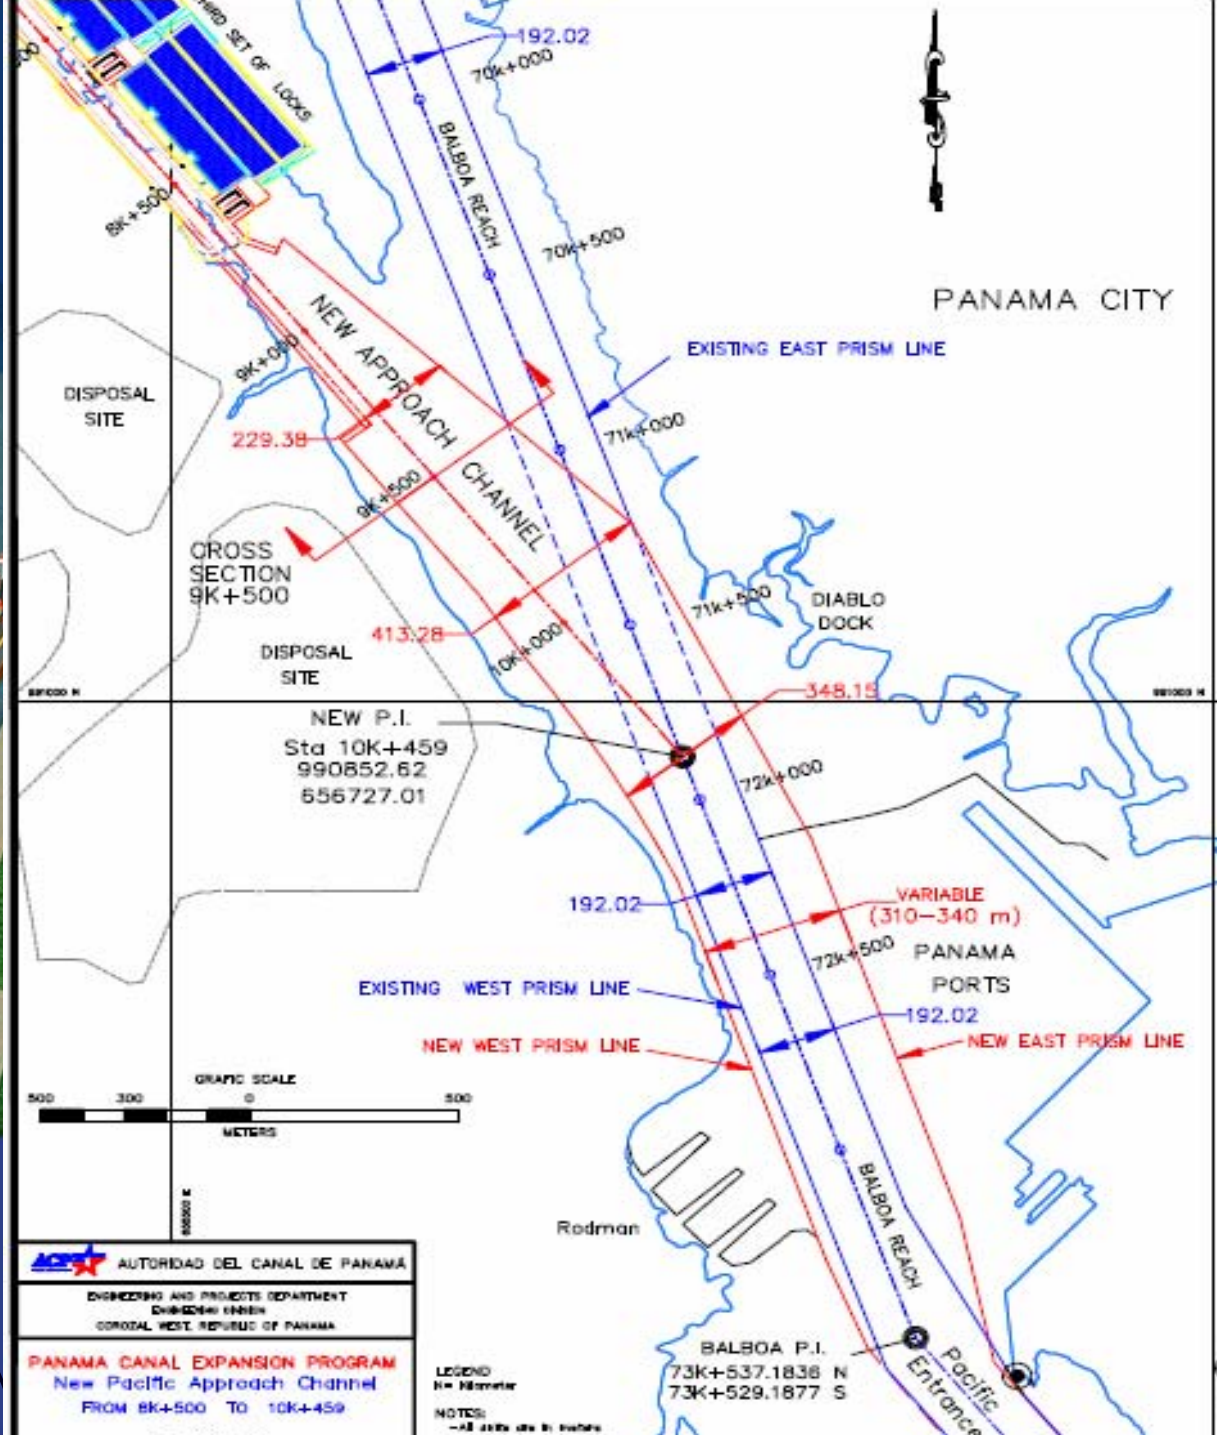 THIRD SET OF LOCKS
192.02
70k+000
BALBOA REACH
8K+500
70k+500
PANAMA CITY
NEW APPROACH CHANNEL
EXISTING EAST PRISM LINE
9K+000
DISPOSAL
SITE
229.38
71k+000
9K+500
CROSS
SECTION
9K+500
71k+500
DIABLO
DOCK
413.28
10K+000
DISPOSAL
SITE
348.15
NEW P.I.
Sta 10K+459
990852.62
656727.01
72k+000
192.02
VARIABLE
(310-340 m)
72k+500
PANAMA
PORTS
EXISTING WEST PRISM LINE
192.02
NEW WEST PRISM LINE
NEW EAST PRISM LINE
GRAFIC SCALE
500 300 0 500
METERS
BALBOA REACH
Rodman
ACP AUTORIDAD DEL CANAL DE PANAMÁ
ENGINEERING AND PROJECTS DEPARTMENT
ENGINEERING DIVISION
COROZAL WEST, REPUBLIC OF PANAMA
PANAMA CANAL EXPANSION PROGRAM
New Pacific Approach Channel
FROM 8K+500 TO 10K+459
LEGEND
K= Kilometer
NOTES:
BALBOA P.I.
73K+537.1836 N
73K+529.1877 S
Pacific
Entrance